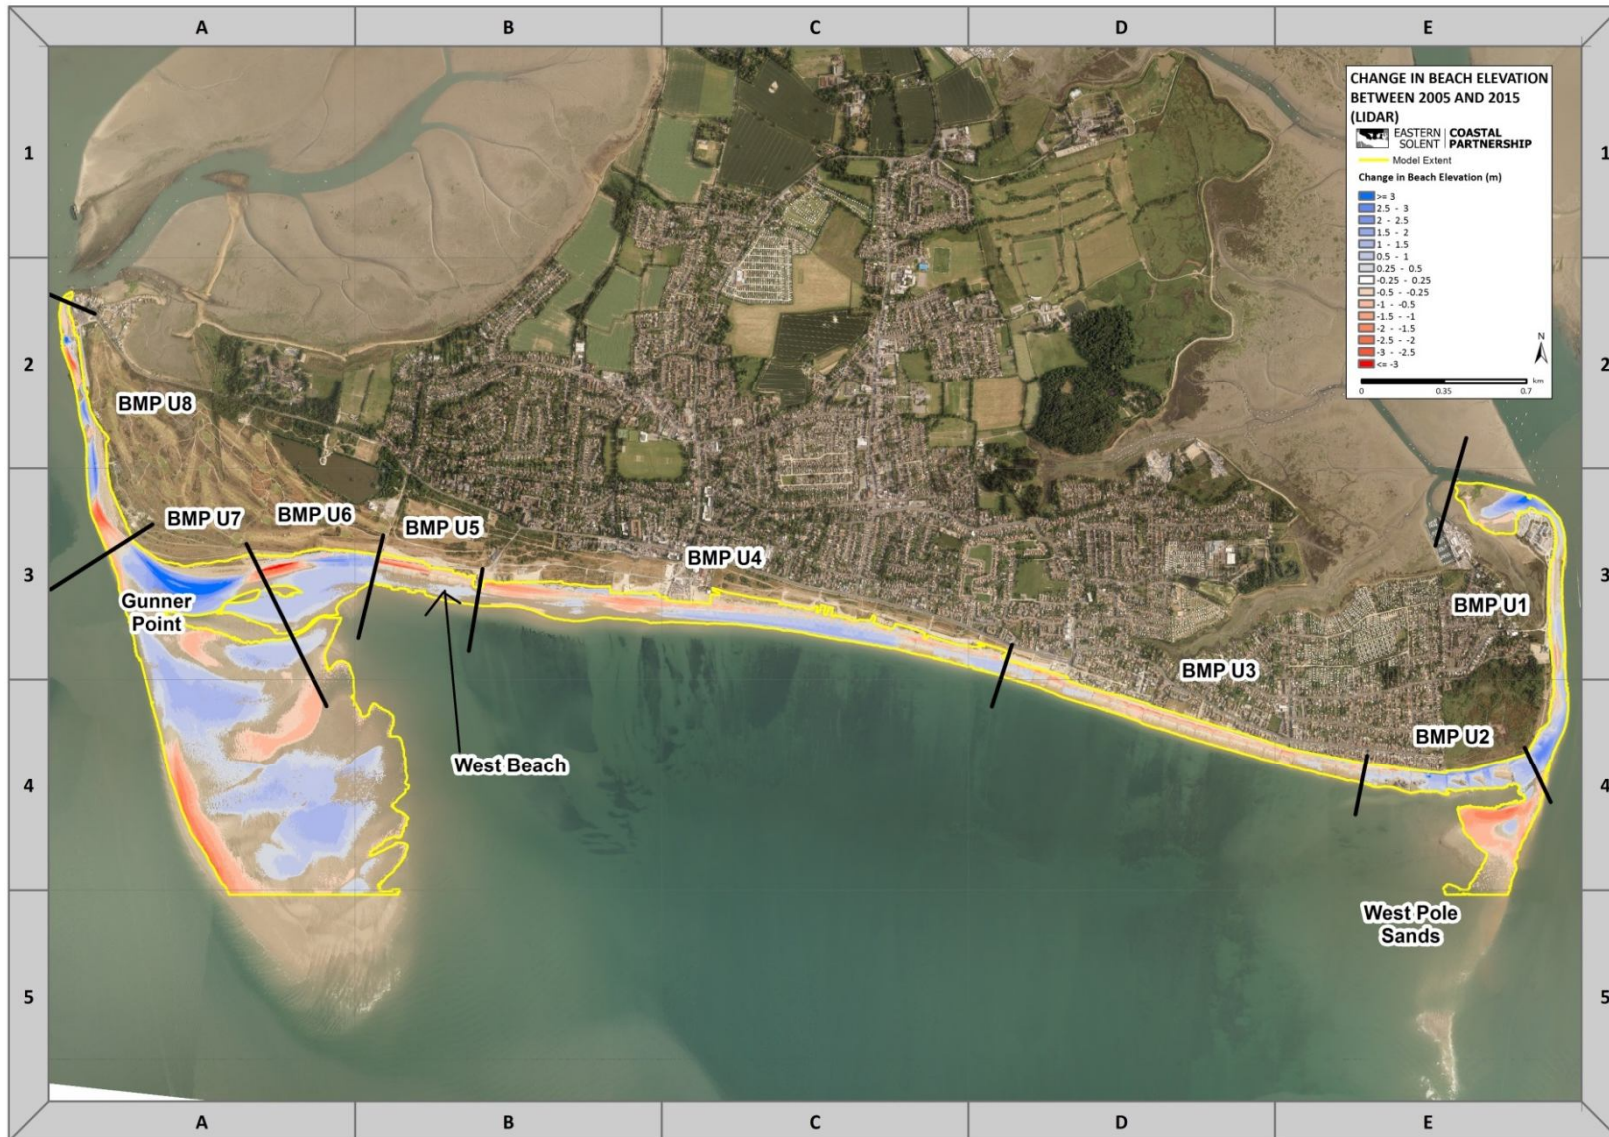 A B C D E
CHANGE IN BEACH ELEVATION
BETWEEN 2005 AND 2015
(LIDAR)
EASTERN SOLENT COASTAL PARTNERSHIP
Model Extent
Change in Beach Elevation (m)
>= 3
2.5 - 3
2 - 2.5
1.5 - 2
1 - 1.5
0.5 - 1
0.25 - 0.5
-0.25 - 0.25
-0.5 - -0.25
-1 - -0.5
-1.5 - -1
-2 - -1.5
-2.5 - -2
-3 - -2.5
<= -3
N
km
0 0.35 0.7
1 1
2 2
BMP U8
BMP U7
BMP U6
BMP U5
BMP U4
3 3
Gunner
Point
BMP U1
BMP U3
BMP U2
West Beach
4 4
West Pole
Sands
5 5
A B C D E